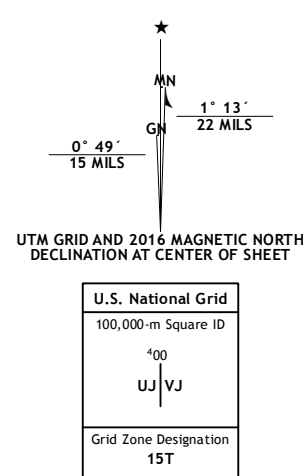 ★
MN
1° 13´
22 MILS
GN
0° 49´
15 MILS
UTM GRID AND 2016 MAGNETIC NORTH
DECLINATION AT CENTER OF SHEET
U.S. National Grid
100,000-m Square ID
⁴00
UJ VJ
Grid Zone Designation
15T